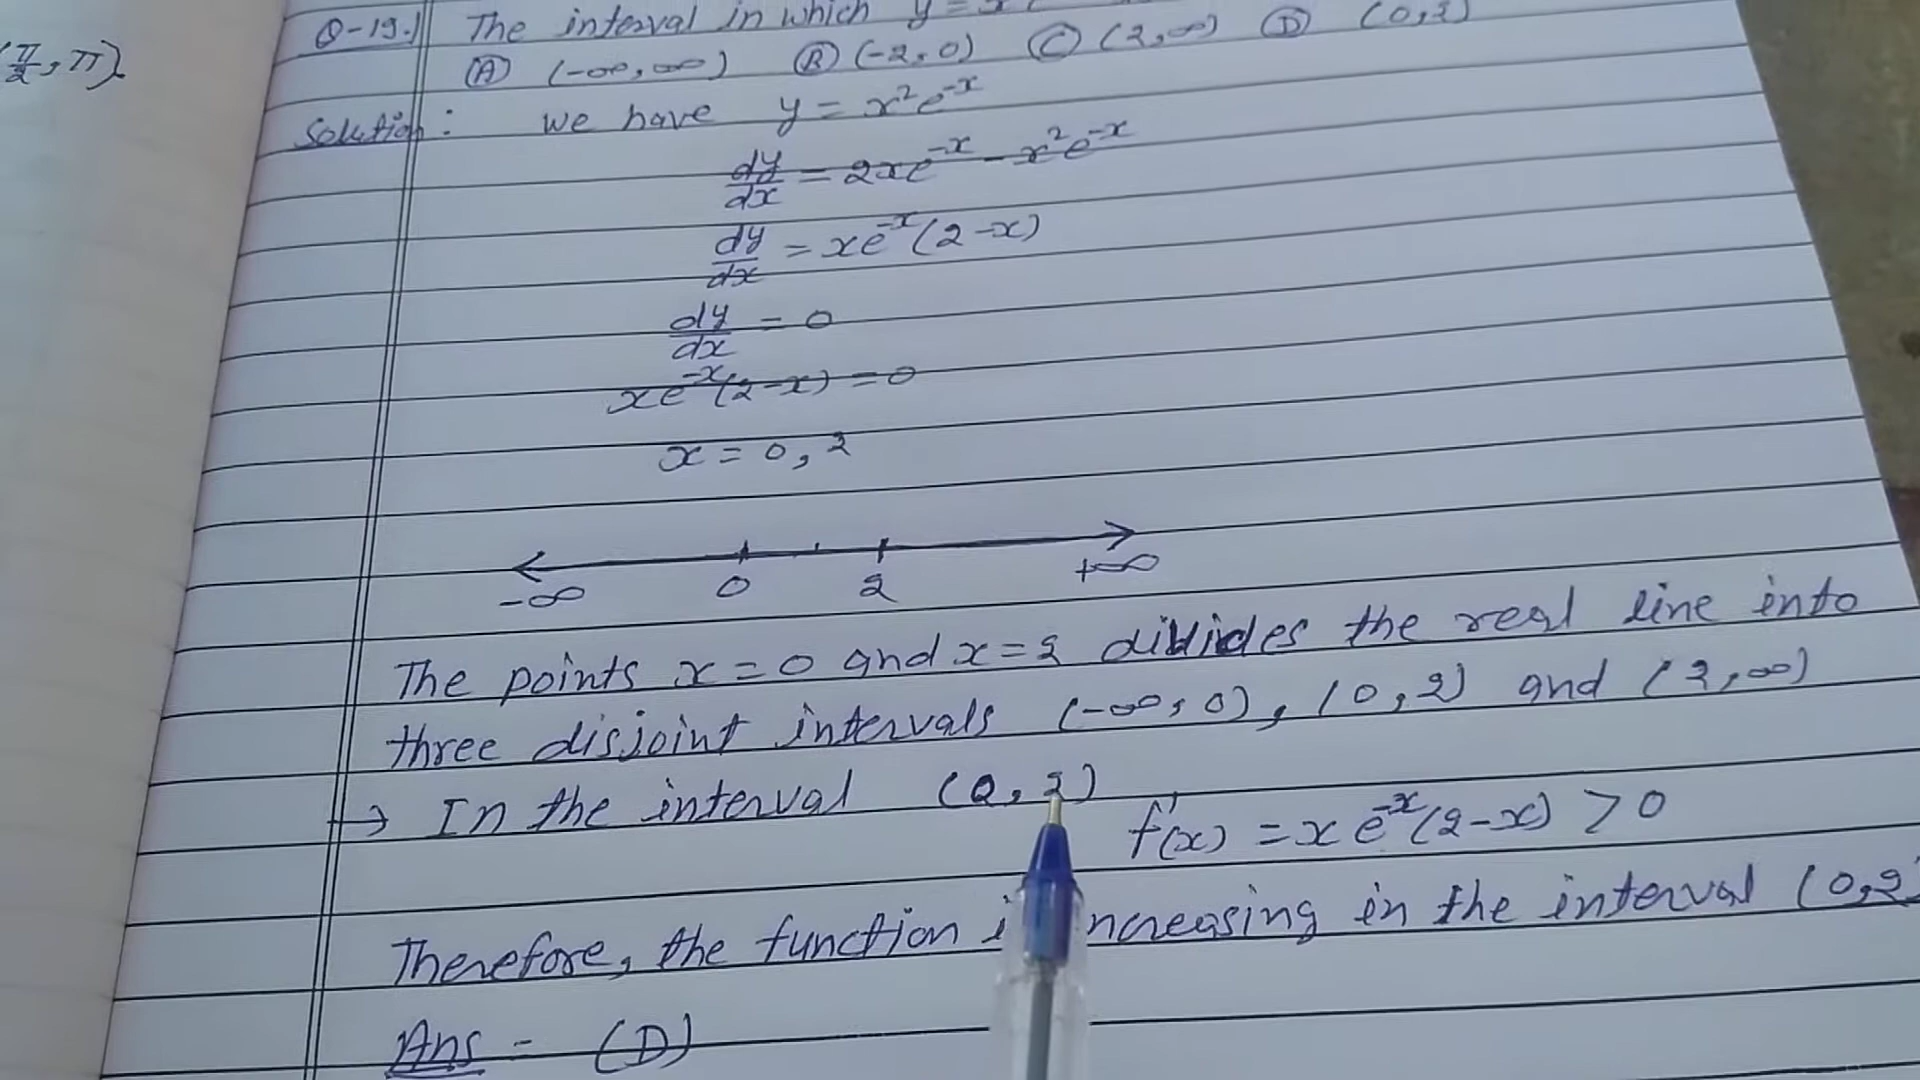 (π/2, π).
Q-19.) The interval in which y =
(A) (-∞,∞) (B) (-2,0) (C) (2,∞) (D) (0,2)
Solution: we have y = x²e⁻ˣ
dy/dx = 2xe⁻ˣ - x²e⁻ˣ
dy/dx = xe⁻ˣ(2-x)
dy/dx = 0
xe⁻ˣ(2-x) = 0
x = 0, 2
-∞ 0 2 +∞
The points x=0 and x=2 divides the real line into
three disjoint intervals (-∞,0), (0,2) and (2,∞)
→ In the interval (0,2)
f'(x) = xe⁻ˣ(2-x) > 0
Therefore, the function increasing in the interval (0,2)
Ans - (D)